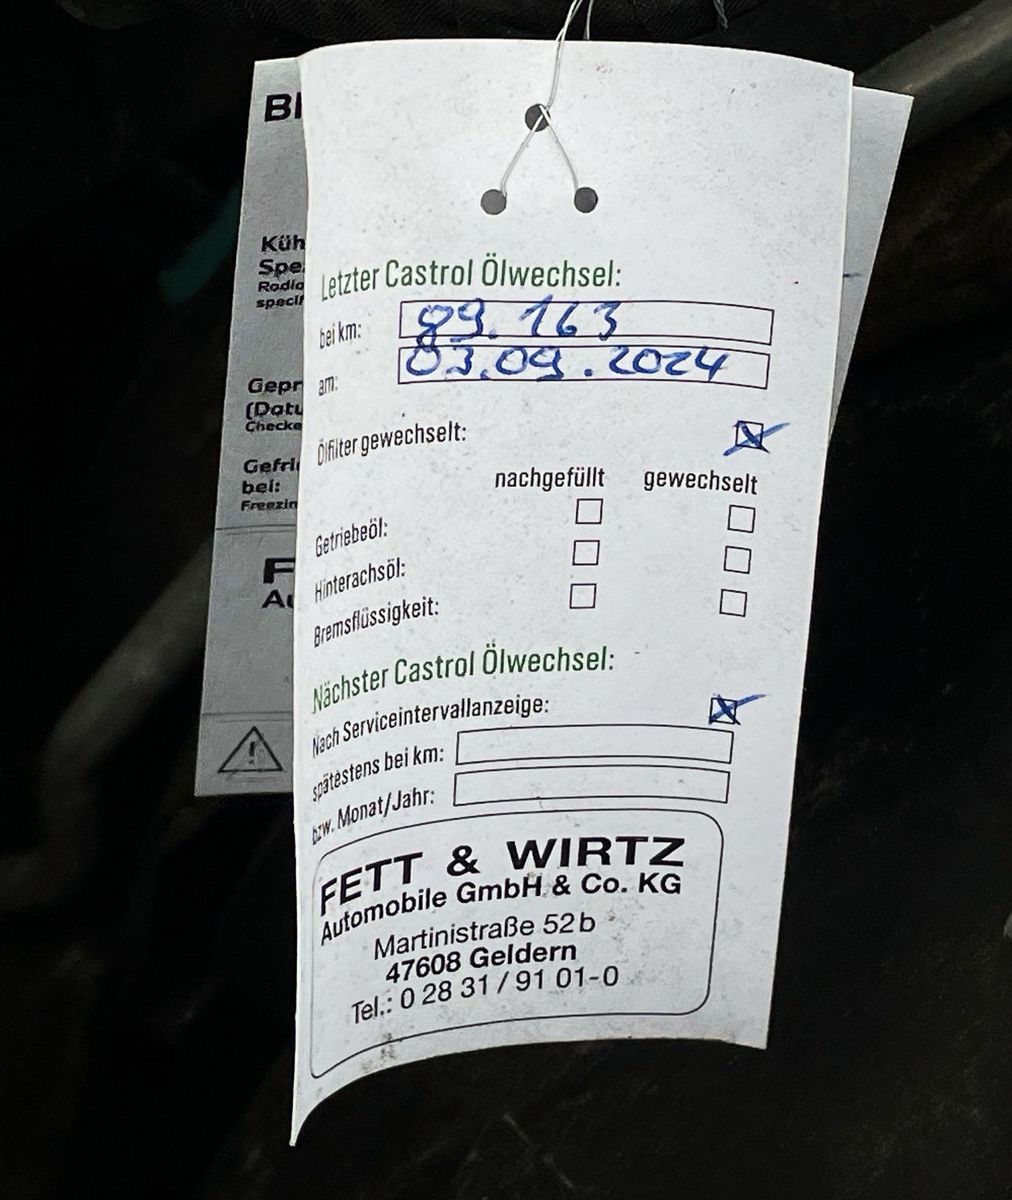 Letzter Castrol Ölwechsel:
bei km: 89.163
am: 03.09.2024
Ölfilter gewechselt:
nachgefüllt gewechselt
Getriebeöl:
Hinterachsöl:
Bremsflüssigkeit:
Nächster Castrol Ölwechsel:
Nach Serviceintervallanzeige:
spätestens bei km:
bzw. Monat/Jahr:
FETT & WIRTZ
Automobile GmbH & Co. KG
Martinistraße 52b
47608 Geldern
Tel.: 0 28 31 / 91 01-0
bei: